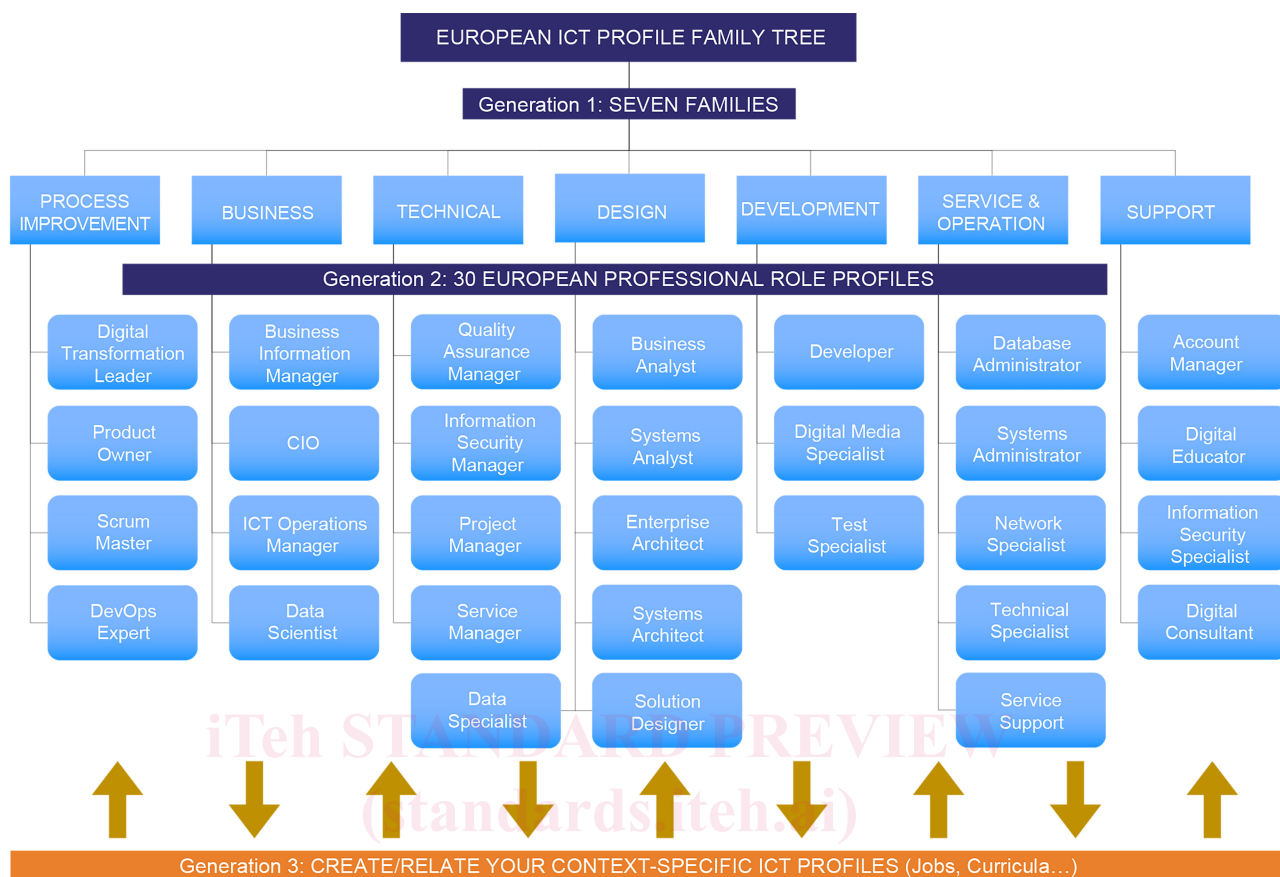 EUROPEAN ICT PROFILE FAMILY TREE
Generation 1: SEVEN FAMILIES
PROCESS
IMPROVEMENT
BUSINESS
TECHNICAL
DESIGN
DEVELOPMENT
SERVICE &
OPERATION
SUPPORT
Generation 2: 30 EUROPEAN PROFESSIONAL ROLE PROFILES
Digital
Transformation
Leader
Business
Information
Manager
Quality
Assurance
Manager
Business
Analyst
Developer
Database
Administrator
Account
Manager
Product
Owner
CIO
Information
Security
Manager
Systems
Analyst
Digital Media
Specialist
Systems
Administrator
Digital
Educator
Scrum
Master
ICT Operations
Manager
Project
Manager
Enterprise
Architect
Test
Specialist
Network
Specialist
Information
Security
Specialist
DevOps
Expert
Data
Scientist
Service
Manager
Systems
Architect
Technical
Specialist
Digital
Consultant
Data
Specialist
Solution
Designer
Service
Support
iTeh STANDARD PREVIEW
(standards.iteh.ai)
Generation 3: CREATE/RELATE YOUR CONTEXT-SPECIFIC ICT PROFILES (Jobs, Curricula...)